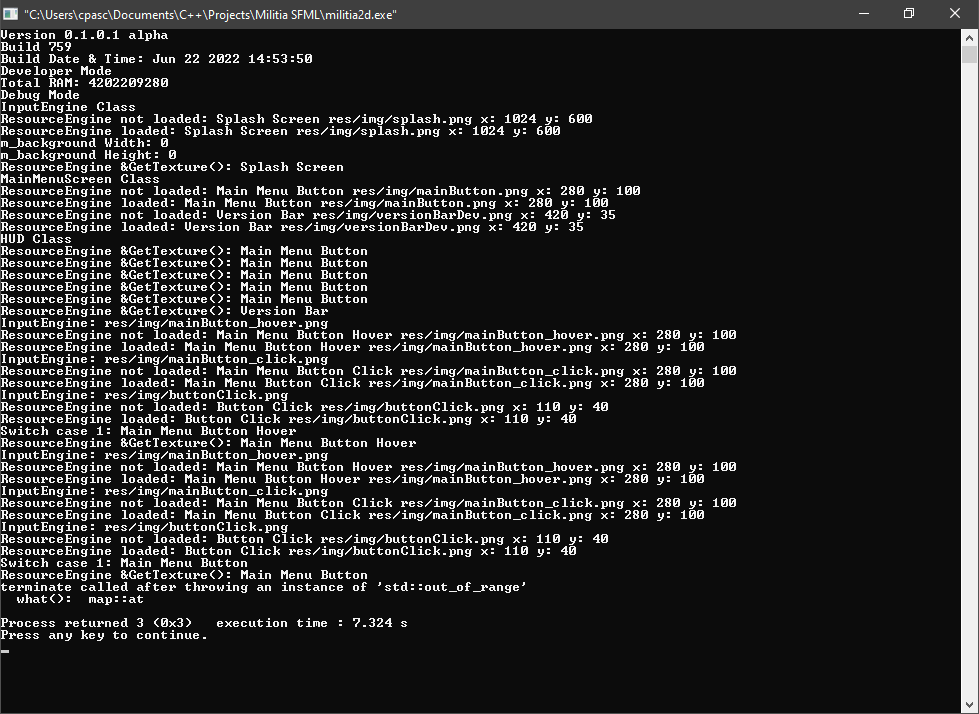 "C:\Users\cpasc\Documents\C++\Projects\Militia SFML\militia2d.exe"
Version 0.1.0.1 alpha
Build 759
Build Date & Time: Jun 22 2022 14:53:50
Developer Mode
Total RAM: 4202209280
Debug Mode
InputEngine Class
ResourceEngine not loaded: Splash Screen res/img/splash.png x: 1024 y: 600
ResourceEngine loaded: Splash Screen res/img/splash.png x: 1024 y: 600
m_background Width: 0
m_background Height: 0
ResourceEngine &GetTexture(): Splash Screen
MainMenuScreen Class
ResourceEngine not loaded: Main Menu Button res/img/mainButton.png x: 280 y: 100
ResourceEngine loaded: Main Menu Button res/img/mainButton.png x: 280 y: 100
ResourceEngine not loaded: Version Bar res/img/versionBarDev.png x: 420 y: 35
ResourceEngine loaded: Version Bar res/img/versionBarDev.png x: 420 y: 35
HUD Class
ResourceEngine &GetTexture(): Main Menu Button
ResourceEngine &GetTexture(): Main Menu Button
ResourceEngine &GetTexture(): Main Menu Button
ResourceEngine &GetTexture(): Main Menu Button
ResourceEngine &GetTexture(): Main Menu Button
ResourceEngine &GetTexture(): Version Bar
InputEngine: res/img/mainButton_hover.png
ResourceEngine not loaded: Main Menu Button Hover res/img/mainButton_hover.png x: 280 y: 100
ResourceEngine loaded: Main Menu Button Hover res/img/mainButton_hover.png x: 280 y: 100
InputEngine: res/img/mainButton_click.png
ResourceEngine not loaded: Main Menu Button Click res/img/mainButton_click.png x: 280 y: 100
ResourceEngine loaded: Main Menu Button Click res/img/mainButton_click.png x: 280 y: 100
InputEngine: res/img/buttonClick.png
ResourceEngine not loaded: Button Click res/img/buttonClick.png x: 110 y: 40
ResourceEngine loaded: Button Click res/img/buttonClick.png x: 110 y: 40
Switch case 1: Main Menu Button Hover
ResourceEngine &GetTexture(): Main Menu Button Hover
InputEngine: res/img/mainButton_hover.png
ResourceEngine not loaded: Main Menu Button Hover res/img/mainButton_hover.png x: 280 y: 100
ResourceEngine loaded: Main Menu Button Hover res/img/mainButton_hover.png x: 280 y: 100
InputEngine: res/img/mainButton_click.png
ResourceEngine not loaded: Main Menu Button Click res/img/mainButton_click.png x: 280 y: 100
ResourceEngine loaded: Main Menu Button Click res/img/mainButton_click.png x: 280 y: 100
InputEngine: res/img/buttonClick.png
ResourceEngine not loaded: Button Click res/img/buttonClick.png x: 110 y: 40
ResourceEngine loaded: Button Click res/img/buttonClick.png x: 110 y: 40
Switch case 1: Main Menu Button
ResourceEngine &GetTexture(): Main Menu Button
terminate called after throwing an instance of 'std::out_of_range'
  what():  map::at
Process returned 3 (0x3)   execution time : 7.324 s
Press any key to continue.